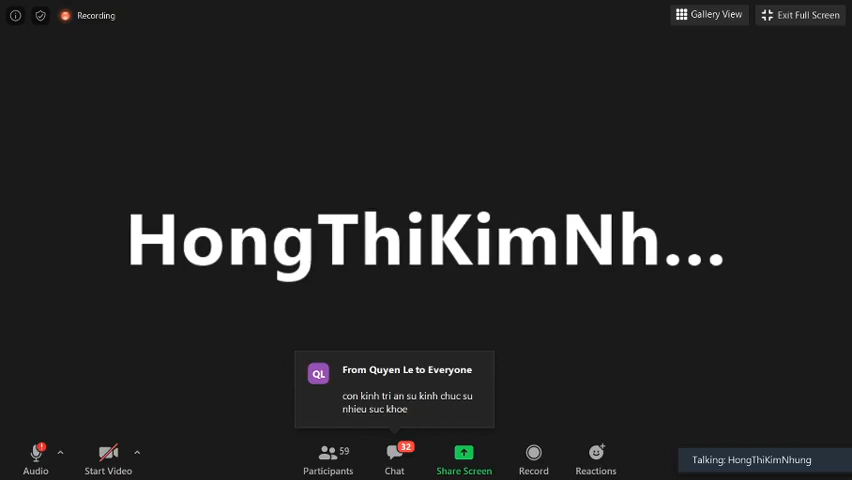 Recording
Gallery View
Exit Full Screen
HongThiKimNh...
QL
From Quyen Le to Everyone
con kinh tri an su kinh chuc su
nhieu suc khoe
59
32
Audio
Start Video
Participants
Chat
Share Screen
Record
Reactions
Talking: HongThiKimNhung